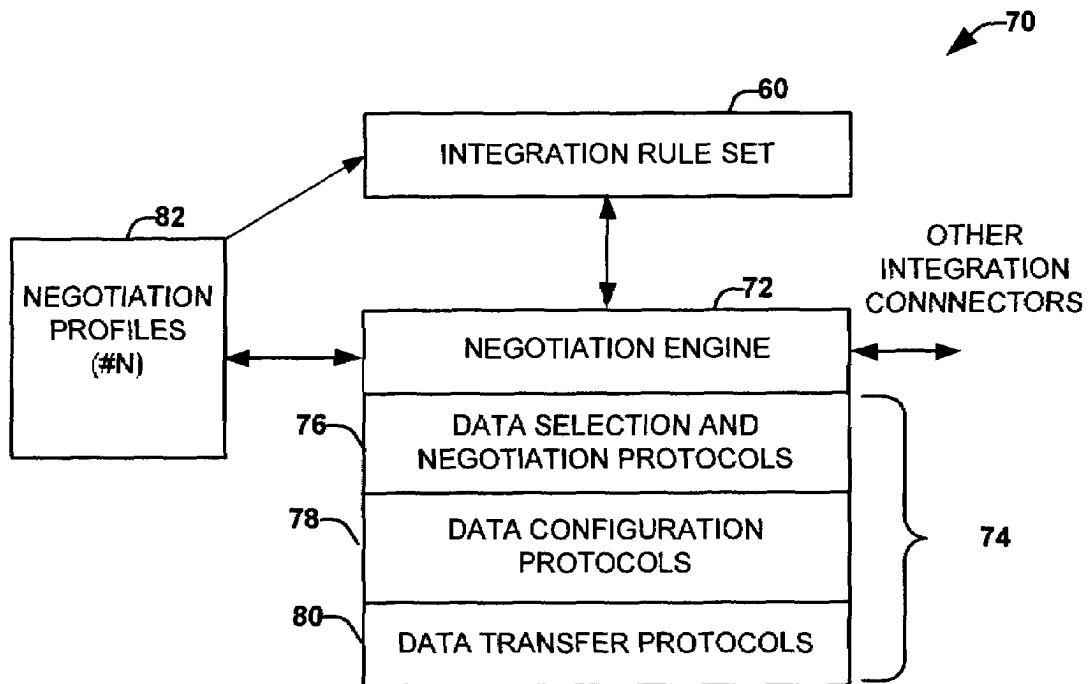 70
60
INTEGRATION RULE SET
82
NEGOTIATION
PROFILES
(#N)
OTHER
INTEGRATION
CONNNECTORS
72
NEGOTIATION ENGINE
76
DATA SELECTION AND
NEGOTIATION PROTOCOLS
78
DATA CONFIGURATION
PROTOCOLS
74
80
DATA TRANSFER PROTOCOLS